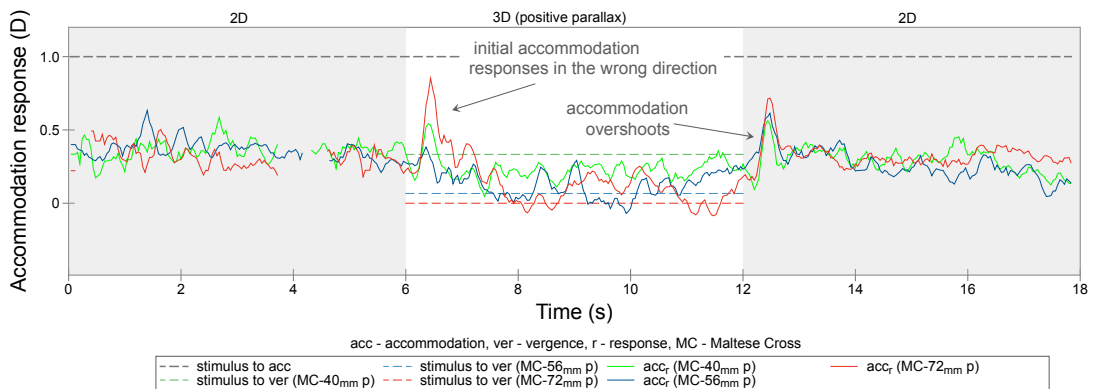 2D 3D (positive parallax) 2D
Accommodation response (D)
1.0
0.5
0
initial accommodation
responses in the wrong direction
accommodation
overshoots
0 2 4 6 8 10 12 14 16 18
Time (s)
acc - accommodation, ver - vergence, r - response, MC - Maltese Cross
stimulus to acc stimulus to ver (MC-56mm p) accr (MC-40mm p) accr (MC-72mm p)
stimulus to ver (MC-40mm p) stimulus to ver (MC-72mm p) accr (MC-56mm p)